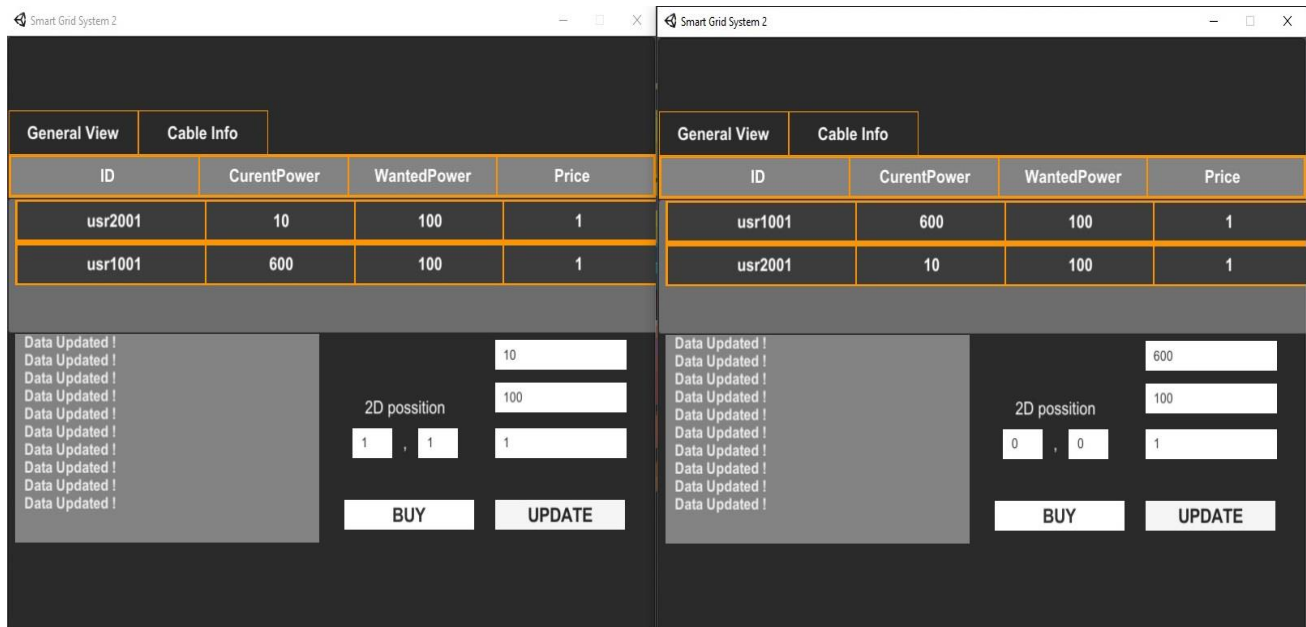 Smart Grid System 2
General View Cable Info
ID CurentPower WantedPower Price
usr2001 10 100 1
usr1001 600 100 1
Data Updated !
Data Updated !
Data Updated !
Data Updated !
Data Updated !
Data Updated !
Data Updated !
Data Updated !
Data Updated !
Data Updated !
10
100
2D possition
1 , 1
1
BUY UPDATE
Smart Grid System 2
General View Cable Info
ID CurentPower WantedPower Price
usr1001 600 100 1
usr2001 10 100 1
Data Updated !
Data Updated !
Data Updated !
Data Updated !
Data Updated !
Data Updated !
Data Updated !
Data Updated !
Data Updated !
Data Updated !
600
100
2D possition
0 , 0
1
BUY UPDATE